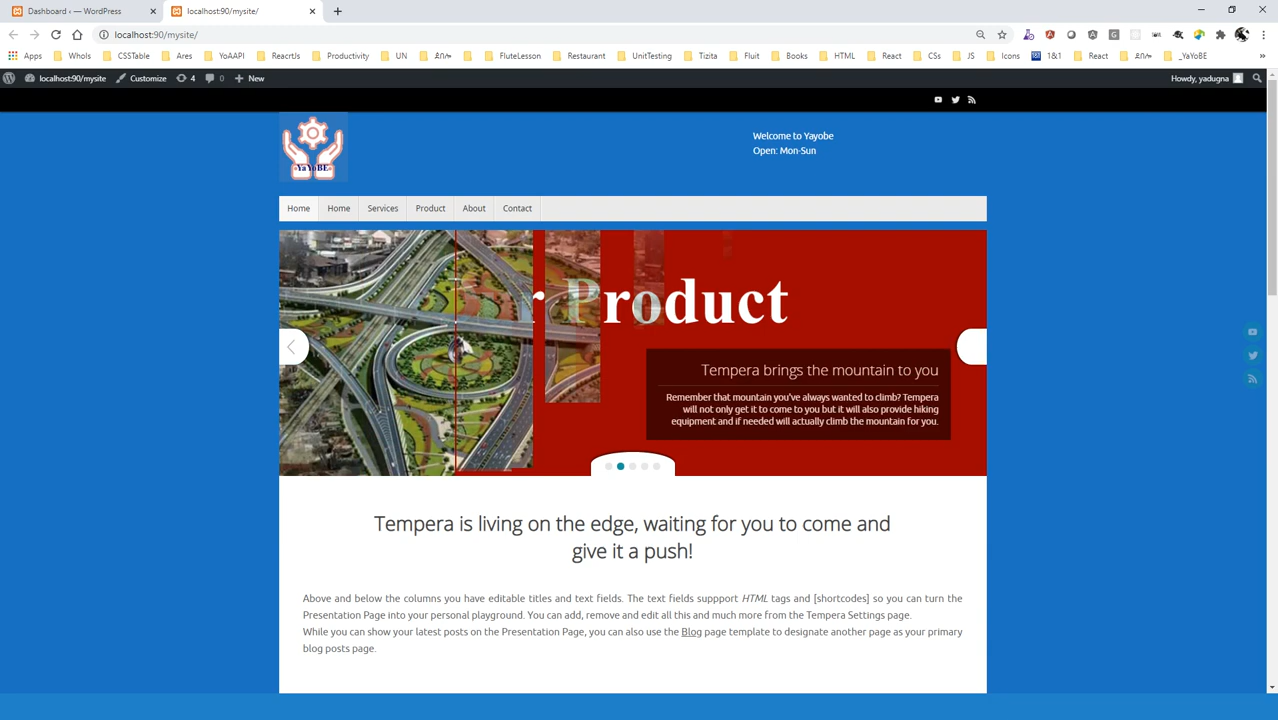 Dashboard ‹ — WordPress
localhost:90/mysite/
localhost:90/mysite/
Apps WhoIs CSSTable Ares YoAAPI ReacrtJs Productivity UN FluteLesson Restaurant UnitTesting Tizita Fluit Books HTML React CSs JS Icons 1&1 React _YaYoBE
localhost:90/mysite Customize 4 0 New Howdy, yadugna
YaYoBE
Welcome to Yayobe
Open: Mon-Sun
Home Home Services Product About Contact
r Product
Tempera brings the mountain to you
Remember that mountain you've always wanted to climb? Tempera
will not only get it to come to you but it will also provide hiking
equipment and if needed will actually climb the mountain for you.
Tempera is living on the edge, waiting for you to come and
give it a push!
Above and below the columns you have editable titles and text fields. The text fields suppport HTML tags and [shortcodes] so you can turn the
Presentation Page into your personal playground. You can add, remove and edit all this and much more from the Tempera Settings page.
While you can show your latest posts on the Presentation Page, you can also use the Blog page template to designate another page as your primary
blog posts page.